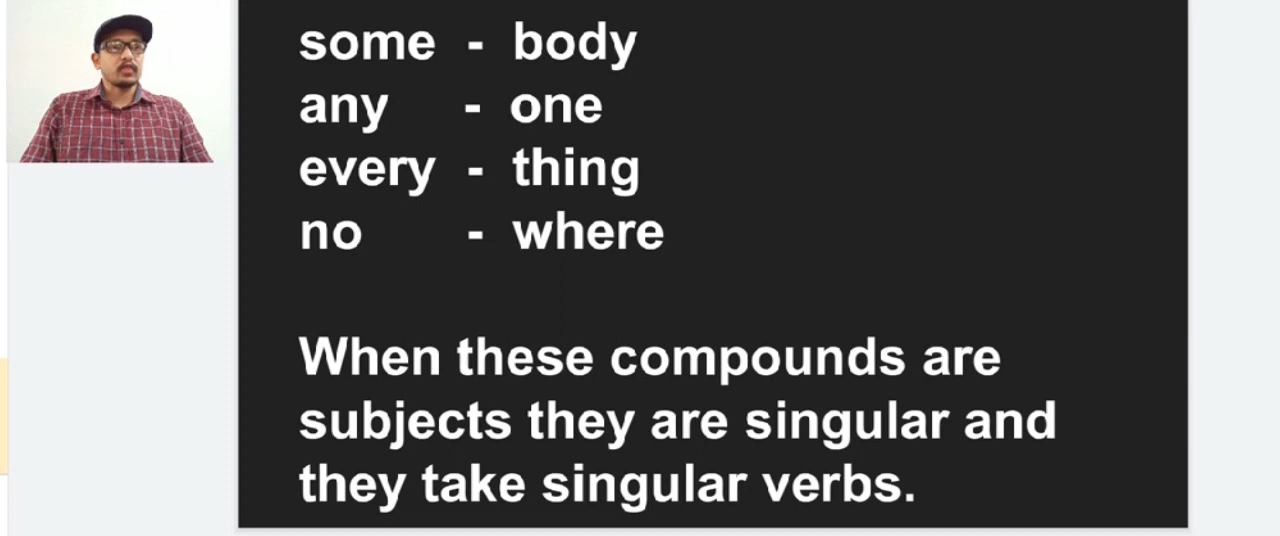 some - body
any - one
every - thing
no - where
When these compounds are
subjects they are singular and
they take singular verbs.